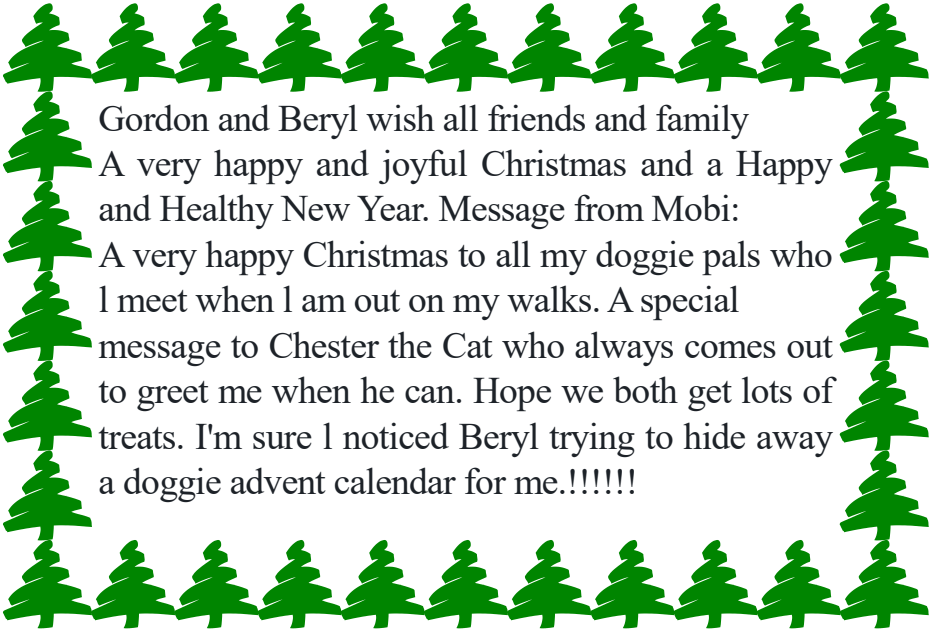 Gordon and Beryl wish all friends and family
A very happy and joyful Christmas and a Happy
and Healthy New Year. Message from Mobi:
A very happy Christmas to all my doggie pals who
l meet when l am out on my walks. A special
message to Chester the Cat who always comes out
to greet me when he can. Hope we both get lots of
treats. I'm sure l noticed Beryl trying to hide away
a doggie advent calendar for me.!!!!!!